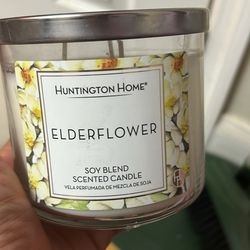 HUNTINGTON HOME®
ELDERFLOWER
SOY BLEND
SCENTED CANDLE
VELA PERFUMADA DE MEZCLA DE SOJA